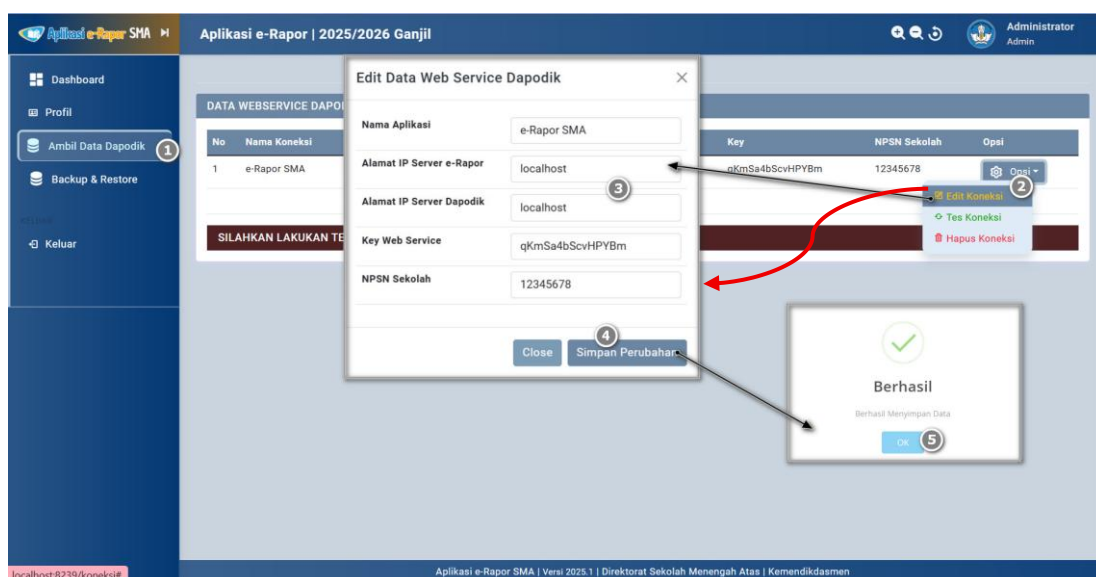 Aplikasi e-Rapor SMA
Aplikasi e-Rapor | 2025/2026 Ganjil
Administrator
Admin
Dashboard
Profil
Ambil Data Dapodik
1
Backup & Restore
Keluar
DATA WEBSERVICE DAPO
No Nama Koneksi Key NPSN Sekolah Opsi
1 e-Rapor SMA qKmSa4bScvHPYBm 12345678 Opsi
2
Edit Koneksi
Tes Koneksi
Hapus Koneksi
SILAHKAN LAKUKAN TE
Edit Data Web Service Dapodik
Nama Aplikasi e-Rapor SMA
Alamat IP Server e-Rapor localhost
3
Alamat IP Server Dapodik localhost
Key Web Service qKmSa4bScvHPYBm
NPSN Sekolah 12345678
4
Close Simpan Perubahan
Berhasil
Berhasil Menyimpan Data
OK 5
Aplikasi e-Rapor SMA | Versi 2025.1 | Direktorat Sekolah Menengah Atas | Kemendikdasmen
localhost:8239/koneksi#